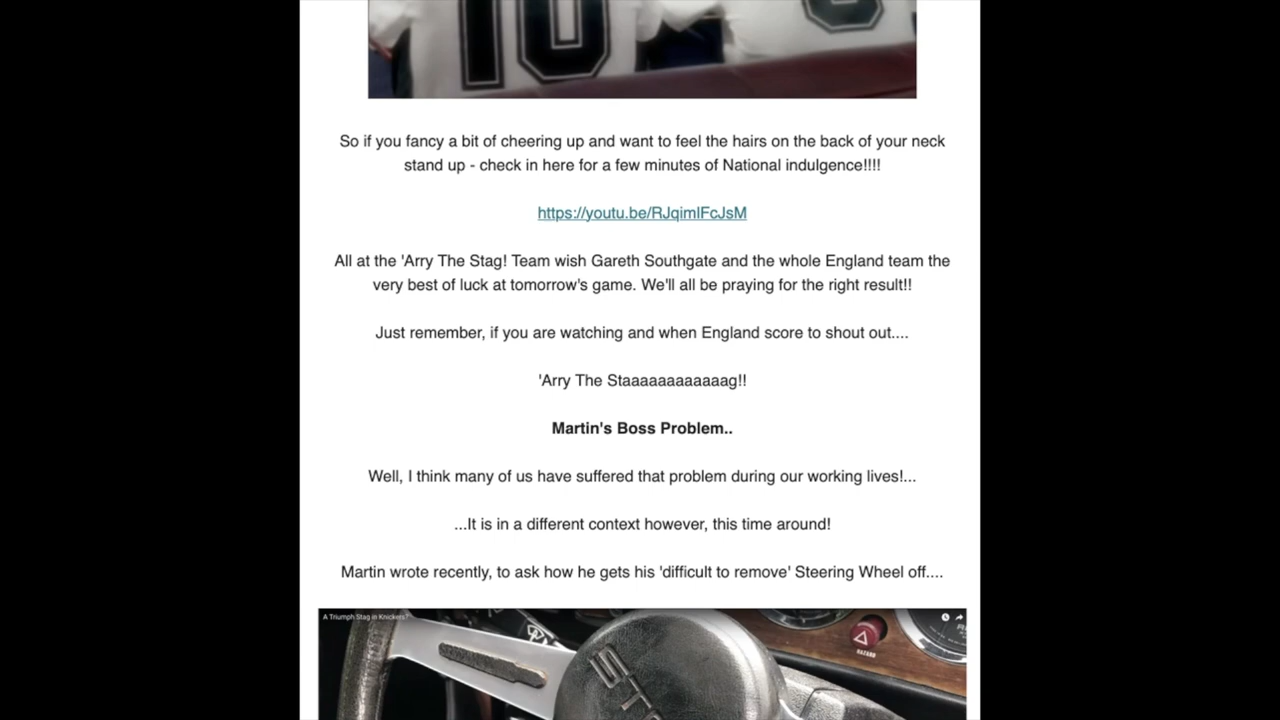 10
So if you fancy a bit of cheering up and want to feel the hairs on the back of your neck
stand up - check in here for a few minutes of National indulgence!!!!
https://youtu.be/RJqimlFcJsM
All at the 'Arry The Stag! Team wish Gareth Southgate and the whole England team the
very best of luck at tomorrow's game. We'll all be praying for the right result!!
Just remember, if you are watching and when England score to shout out....
'Arry The Staaaaaaaaaaaag!!
Martin's Boss Problem..
Well, I think many of us have suffered that problem during our working lives!...
...It is in a different context however, this time around!
Martin wrote recently, to ask how he gets his 'difficult to remove' Steering Wheel off....
A Triumph Stag in Knickers?
HAZARD
ST